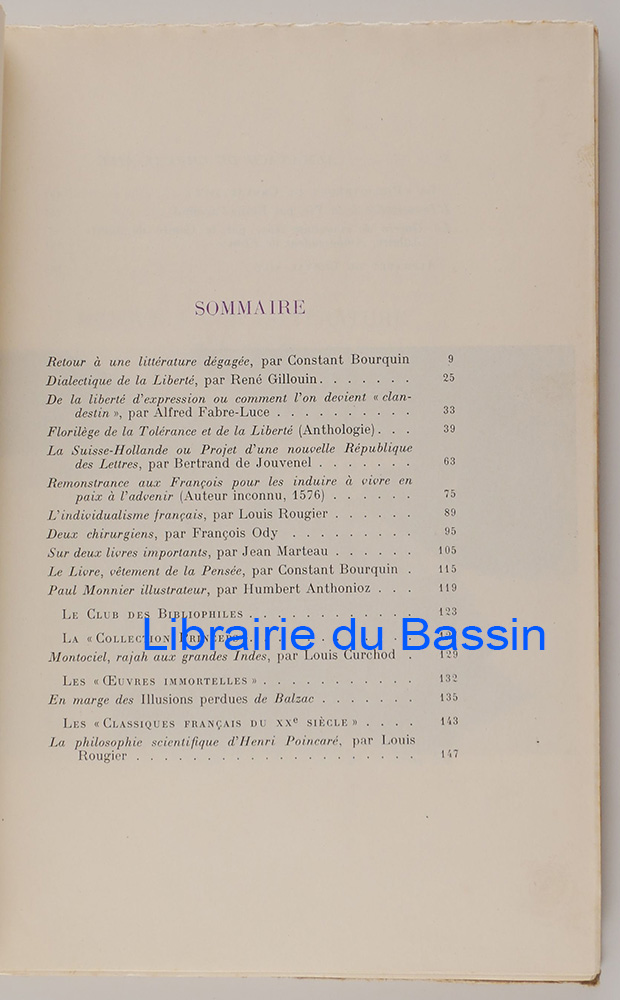 SOMMAIRE
Retour à une littérature dégagée, par Constant Bourquin 9
Dialectique de la Liberté, par René Gillouin. . . . . . . 25
De la liberté d'expression ou comment l'on devient « clan-
destin », par Alfred Fabre-Luce . . . . . . . . . . 33
Florilège de la Tolérance et de la Liberté (Anthologie). . . 39
La Suisse-Hollande ou Projet d'une nouvelle République
des Lettres, par Bertrand de Jouvenel . . . . . . . 63
Remonstrance aux François pour les induire à vivre en
paix à l'advenir (Auteur inconnu, 1576) . . . . . . 75
L'individualisme français, par Louis Rougier . . . . . . 89
Deux chirurgiens, par François Ody . . . . . . . . . 95
Sur deux livres importants, par Jean Marteau . . . . . . 105
Le Livre, vêtement de la Pensée, par Constant Bourquin . 115
Paul Monnier illustrateur, par Humbert Anthonioz . . . 119
Le Club des Bibliophiles . . . . . . . . . . . . 123
La « Collection
Librairie du Bassin
Montociel, rajah aux grandes Indes, par Louis Curchod . 129
Les « Œuvres immortelles » . . . . . . . . . . . 132
En marge des Illusions perdues de Balzac . . . . . . . 135
Les « Classiques français du XXe siècle » . . . . 143
La philosophie scientifique d'Henri Poincaré, par Louis
Rougier . . . . . . . . . . . . . . . . . . . . 147